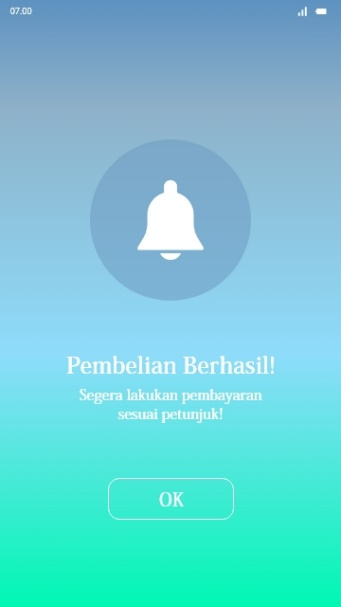 07.00
Pembelian Berhasil!
Segera lakukan pembayaran
sesuai petunjuk!
OK